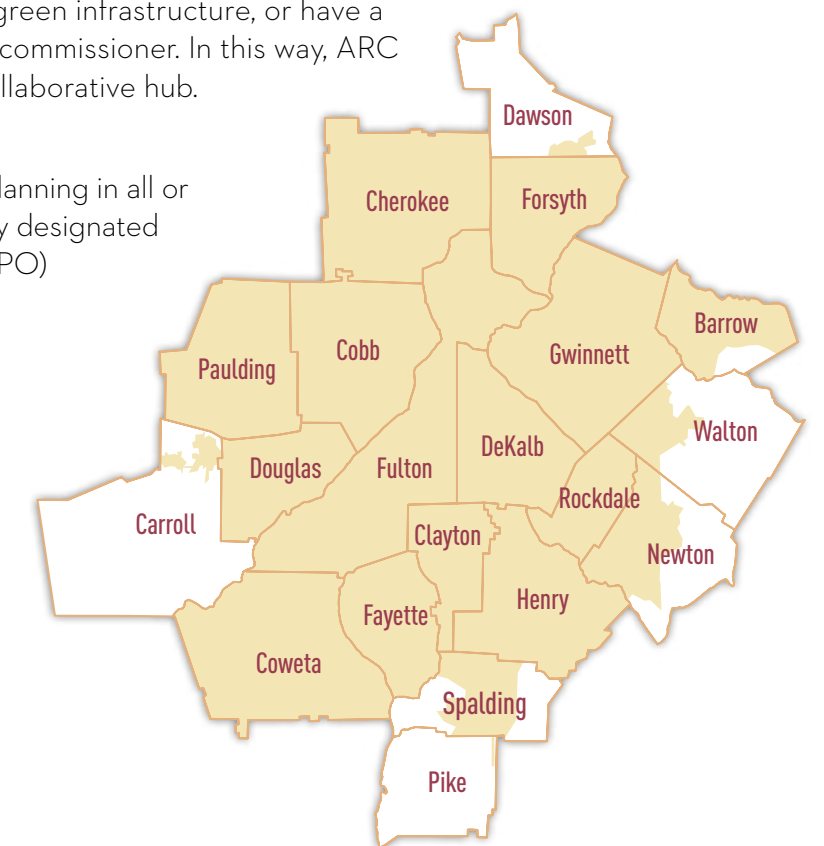 green infrastructure, or have a
commissioner. In this way, ARC
llaborative hub.
lanning in all or
y designated
PO)
Dawson
Cherokee
Forsyth
Barrow
Cobb
Gwinnett
Paulding
Walton
DeKalb
Douglas
Fulton
Rockdale
Carroll
Clayton
Newton
Henry
Fayette
Coweta
Spalding
Pike